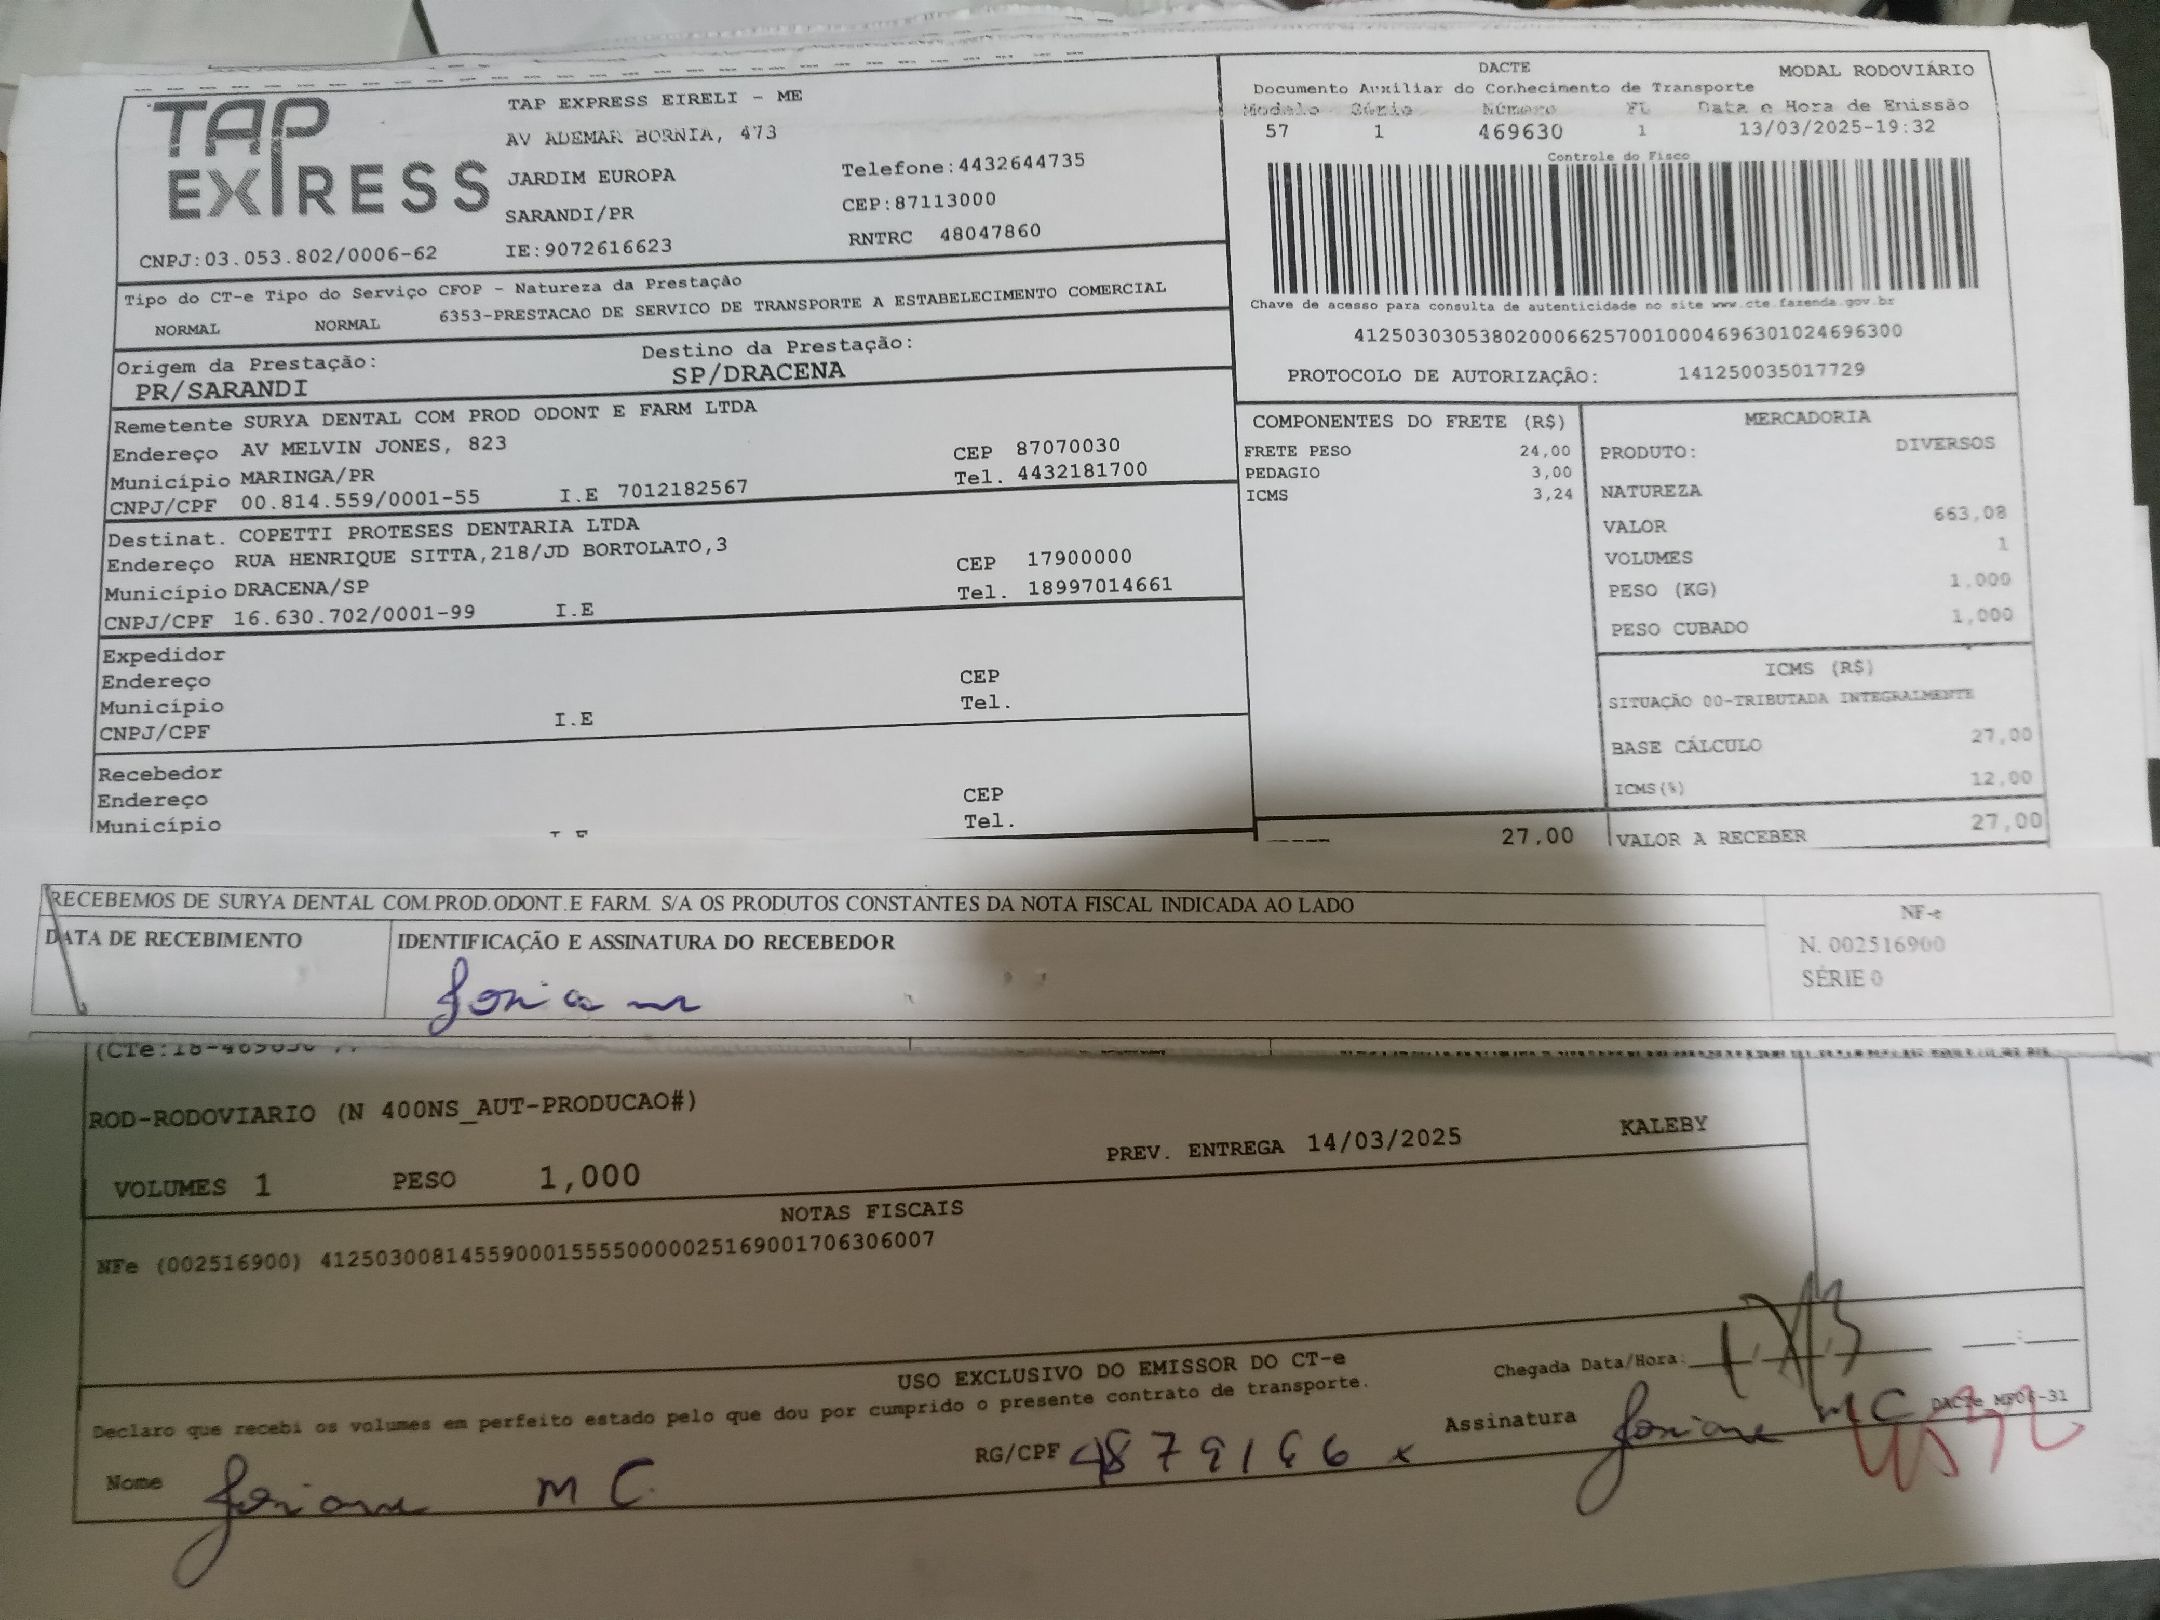 TAP EXPRESS
TAP EXPRESS EIRELI - ME
AV ADEMAR BORNIA, 473
JARDIM EUROPA
Telefone:4432644735
SARANDI/PR
CEP:87113000
CNPJ:03.053.802/0006-62
IE:9072616623
RNTRC 48047860
DACTE
MODAL RODOVIÁRIO
Documento Auxiliar do Conhecimento de Transporte
Modelo Série Número FL Data e Hora de Emissão
57 1 469630 1 13/03/2025-19:32
Controle do Fisco
Chave de acesso para consulta de autenticidade no site www.cte.fazenda.gov.br
41250303053802000662570010004696301024696300
PROTOCOLO DE AUTORIZAÇÃO: 141250035017729
Tipo do CT-e Tipo do Serviço CFOP - Natureza da Prestação
NORMAL NORMAL 6353-PRESTACAO DE SERVICO DE TRANSPORTE A ESTABELECIMENTO COMERCIAL
Origem da Prestação: Destino da Prestação:
PR/SARANDI SP/DRACENA
Remetente SURYA DENTAL COM PROD ODONT E FARM LTDA
Endereço AV MELVIN JONES, 823 CEP 87070030
Município MARINGA/PR Tel. 4432181700
CNPJ/CPF 00.814.559/0001-55 I.E 7012182567
Destinat. COPETTI PROTESES DENTARIA LTDA
Endereço RUA HENRIQUE SITTA,218/JD BORTOLATO,3 CEP 17900000
Município DRACENA/SP Tel. 18997014661
CNPJ/CPF 16.630.702/0001-99 I.E
Expedidor
Endereço CEP
Município Tel.
CNPJ/CPF I.E
Recebedor
Endereço CEP
Município Tel.
COMPONENTES DO FRETE (R$)
FRETE PESO 24,00
PEDAGIO 3,00
ICMS 3,24
27,00
MERCADORIA
PRODUTO: DIVERSOS
NATUREZA
VALOR 663,08
VOLUMES 1
PESO (KG) 1.000
PESO CUBADO 1,000
ICMS (R$)
SITUAÇÃO 00-TRIBUTADA INTEGRALMENTE
BASE CÁLCULO 27,00
ICMS(%) 12,00
VALOR A RECEBER 27,00
RECEBEMOS DE SURYA DENTAL COM.PROD.ODONT.E FARM. S/A OS PRODUTOS CONSTANTES DA NOTA FISCAL INDICADA AO LADO
DATA DE RECEBIMENTO
IDENTIFICAÇÃO E ASSINATURA DO RECEBEDOR
Josiane
NF-e
N. 002516900
SÉRIE 0
ROD-RODOVIARIO (N 400NS_AUT-PRODUCAO#)
VOLUMES 1 PESO 1,000 PREV. ENTREGA 14/03/2025 KALEBY
NOTAS FISCAIS
NFe (002516900) 41250300814559000155550000025169001706306007
USO EXCLUSIVO DO EMISSOR DO CT-e
Declaro que recebi os volumes em perfeito estado pelo que dou por cumprido o presente contrato de transporte.
Chegada Data/Hora:
Nome Josiane M C
RG/CPF 4879166 x
Assinatura Josiane M C